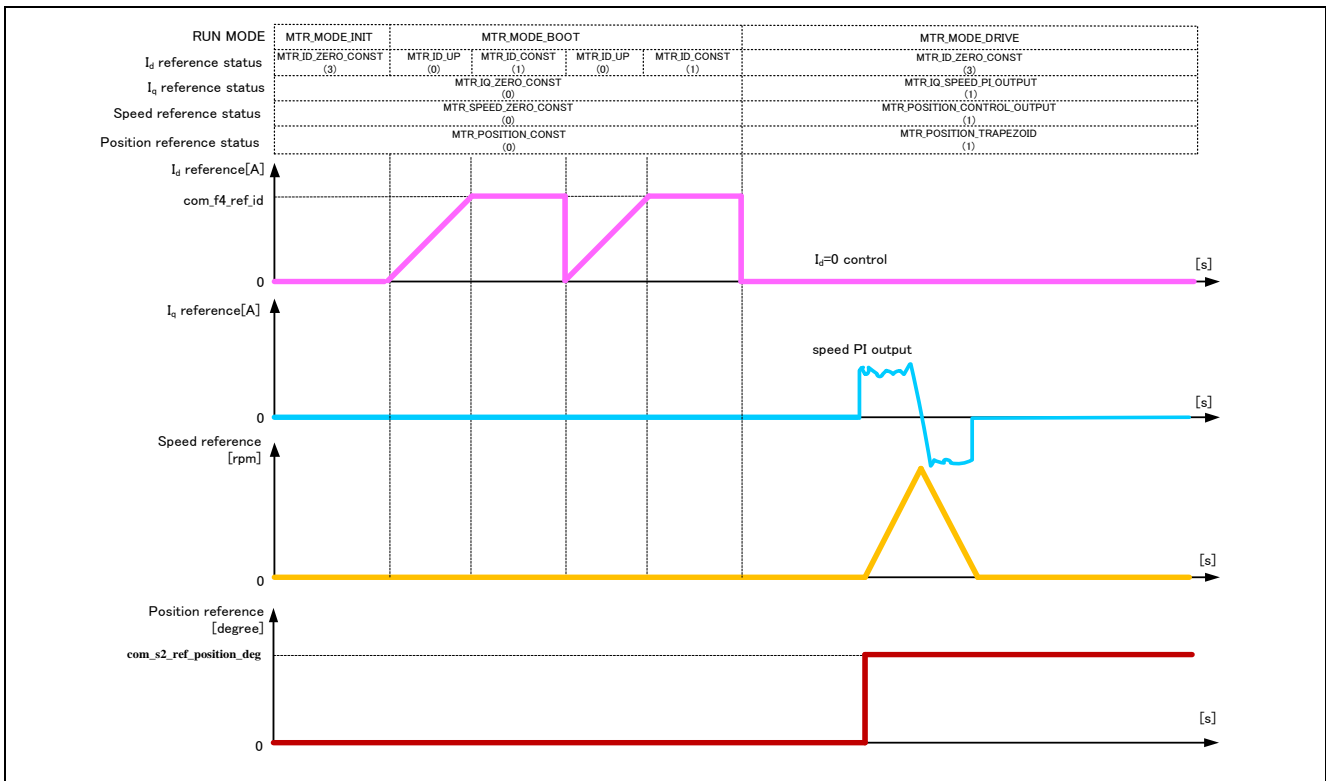 RUN MODE MTR_MODE_INIT MTR_MODE_BOOT MTR_MODE_DRIVE
Id reference status MTR_ID_ZERO_CONST MTR_ID_UP MTR_ID_CONST MTR_ID_UP MTR_ID_CONST MTR_ID_ZERO_CONST
(3) (0) (1) (0) (1) (3)
Iq reference status MTR_IQ_ZERO_CONST MTR_IQ_SPEED_PI_OUTPUT
(0) (1)
Speed reference status MTR_SPEED_ZERO_CONST MTR_POSITION_CONTROL_OUTPUT
(0) (1)
Position reference status MTR_POSITION_CONST MTR_POSITION_TRAPEZOID
(0) (1)
Id reference[A]
com_f4_ref_id
Id=0 control
[s]
0
Iq reference[A]
speed PI output
[s]
0
Speed reference
[rpm]
[s]
0
Position reference
[degree]
com_s2_ref_position_deg
[s]
0